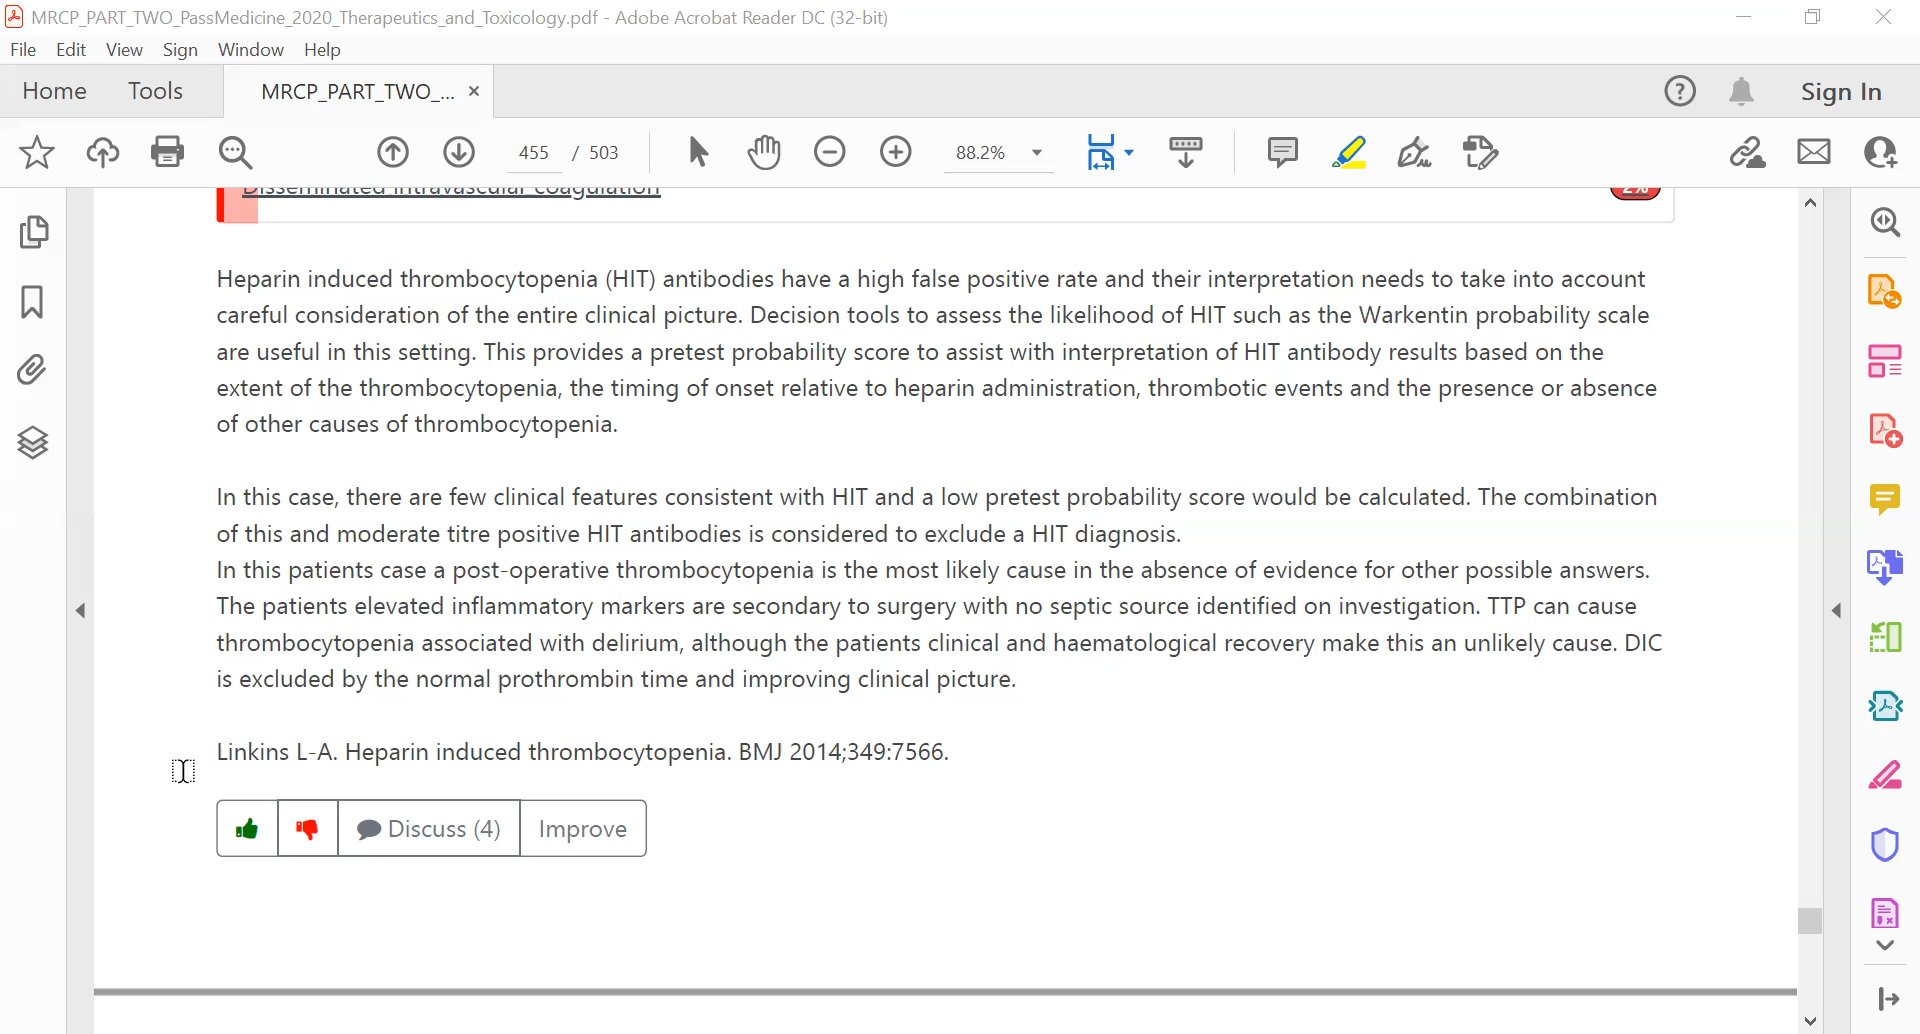 MRCP_PART_TWO_PassMedicine_2020_Therapeutics_and_Toxicology.pdf - Adobe Acrobat Reader DC (32-bit)
File Edit View Sign Window Help
Home Tools MRCP_PART_TWO_... × Sign In
455 / 503 88.2%
Disseminated intravascular coagulation 2%
Heparin induced thrombocytopenia (HIT) antibodies have a high false positive rate and their interpretation needs to take into account
careful consideration of the entire clinical picture. Decision tools to assess the likelihood of HIT such as the Warkentin probability scale
are useful in this setting. This provides a pretest probability score to assist with interpretation of HIT antibody results based on the
extent of the thrombocytopenia, the timing of onset relative to heparin administration, thrombotic events and the presence or absence
of other causes of thrombocytopenia.
In this case, there are few clinical features consistent with HIT and a low pretest probability score would be calculated. The combination
of this and moderate titre positive HIT antibodies is considered to exclude a HIT diagnosis.
In this patients case a post-operative thrombocytopenia is the most likely cause in the absence of evidence for other possible answers.
The patients elevated inflammatory markers are secondary to surgery with no septic source identified on investigation. TTP can cause
thrombocytopenia associated with delirium, although the patients clinical and haematological recovery make this an unlikely cause. DIC
is excluded by the normal prothrombin time and improving clinical picture.
Linkins L-A. Heparin induced thrombocytopenia. BMJ 2014;349:7566.
Discuss (4) Improve